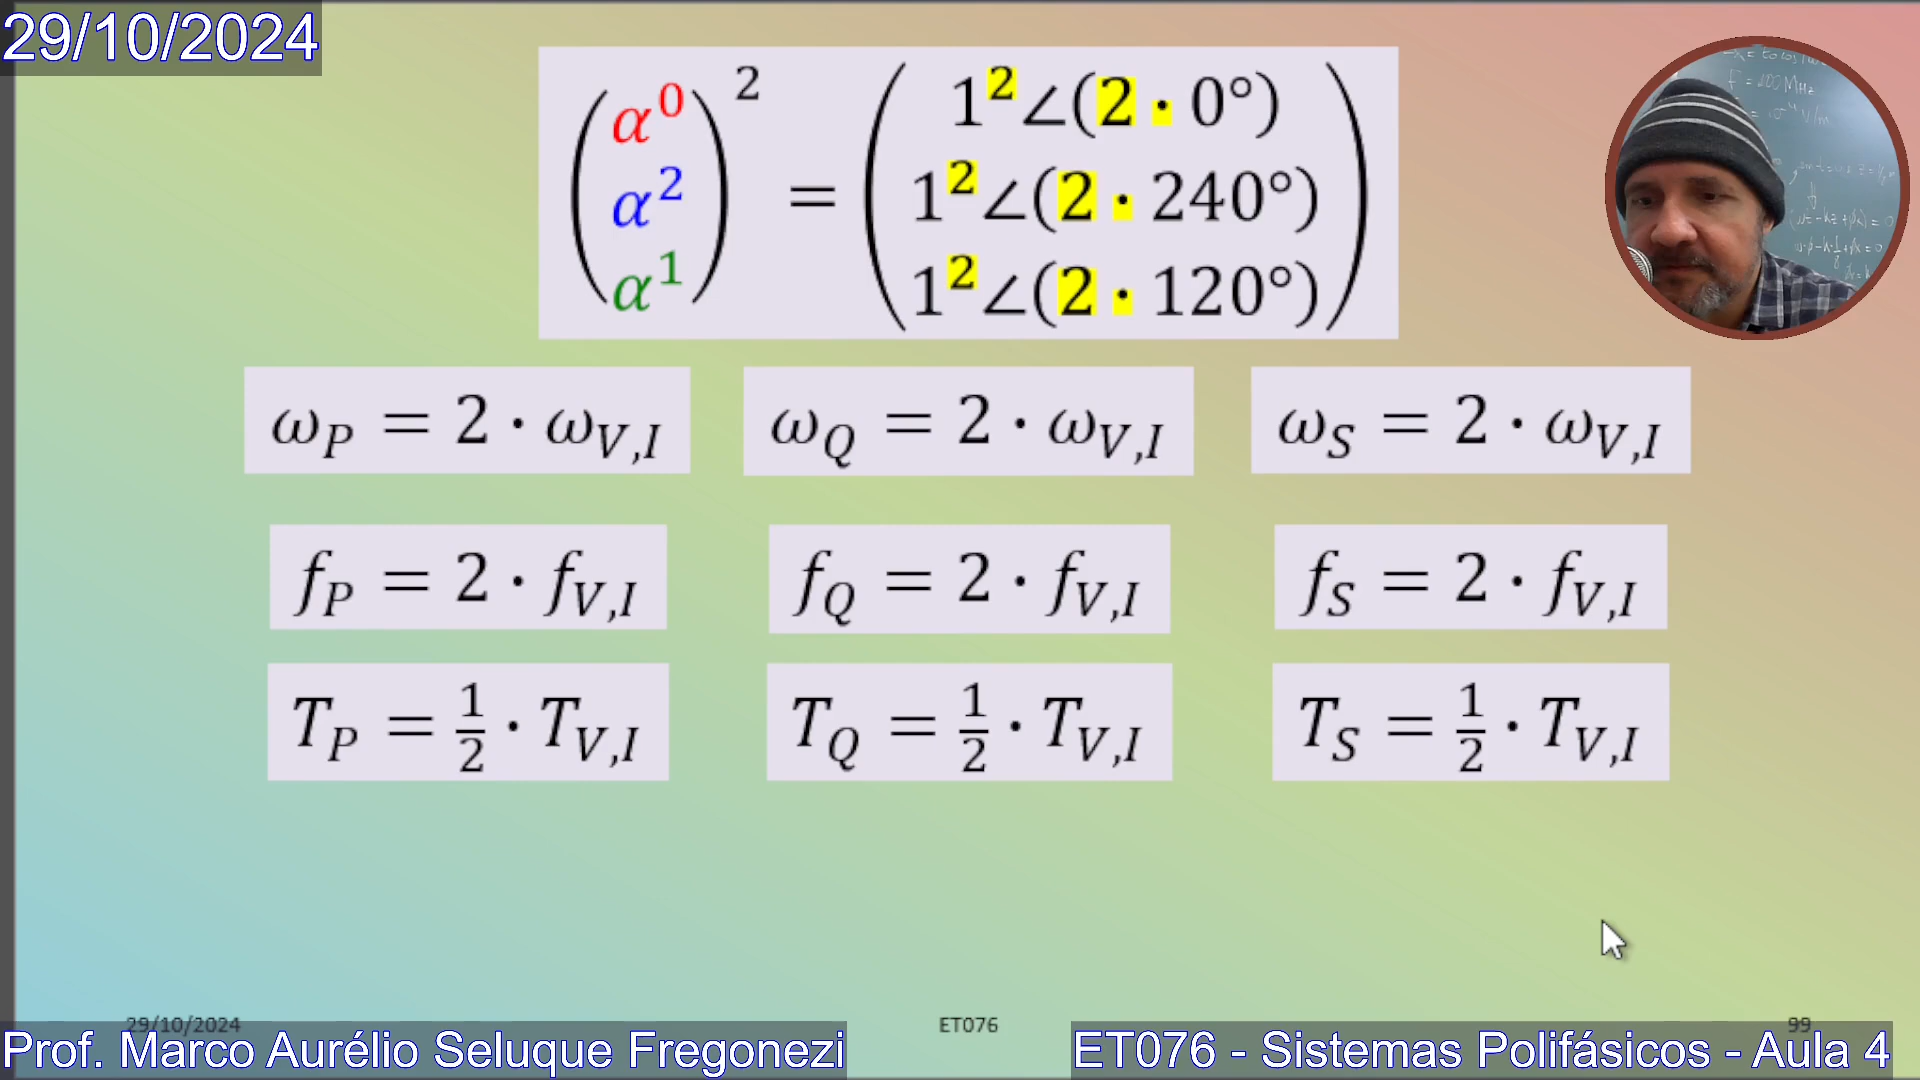 29/10/2024
(α⁰ α² α¹)² = (1²∠(2 · 0°) 1²∠(2 · 240°) 1²∠(2 · 120°))
ω_P = 2 · ω_V,I
ω_Q = 2 · ω_V,I
ω_S = 2 · ω_V,I
f_P = 2 · f_V,I
f_Q = 2 · f_V,I
f_S = 2 · f_V,I
T_P = 1/2 · T_V,I
T_Q = 1/2 · T_V,I
T_S = 1/2 · T_V,I
29/10/2024
ET076
99
Prof. Marco Aurélio Seluque Fregonezi
ET076 - Sistemas Polifásicos - Aula 4